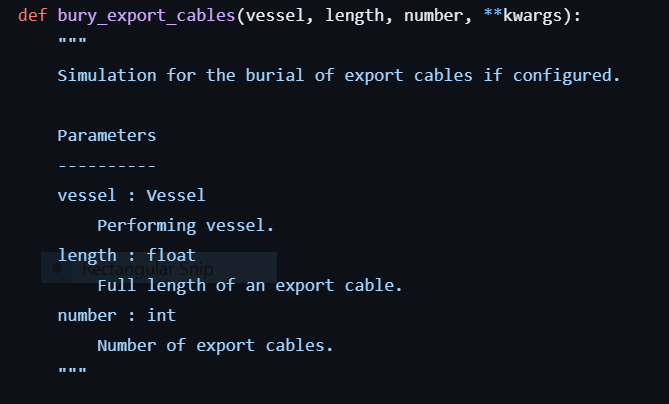 def bury_export_cables(vessel, length, number, **kwargs):
"""
Simulation for the burial of export cables if configured.
Parameters
----------
vessel : Vessel
Performing vessel.
length : float
Rectangular Snip
Full length of an export cable.
number : int
Number of export cables.
"""